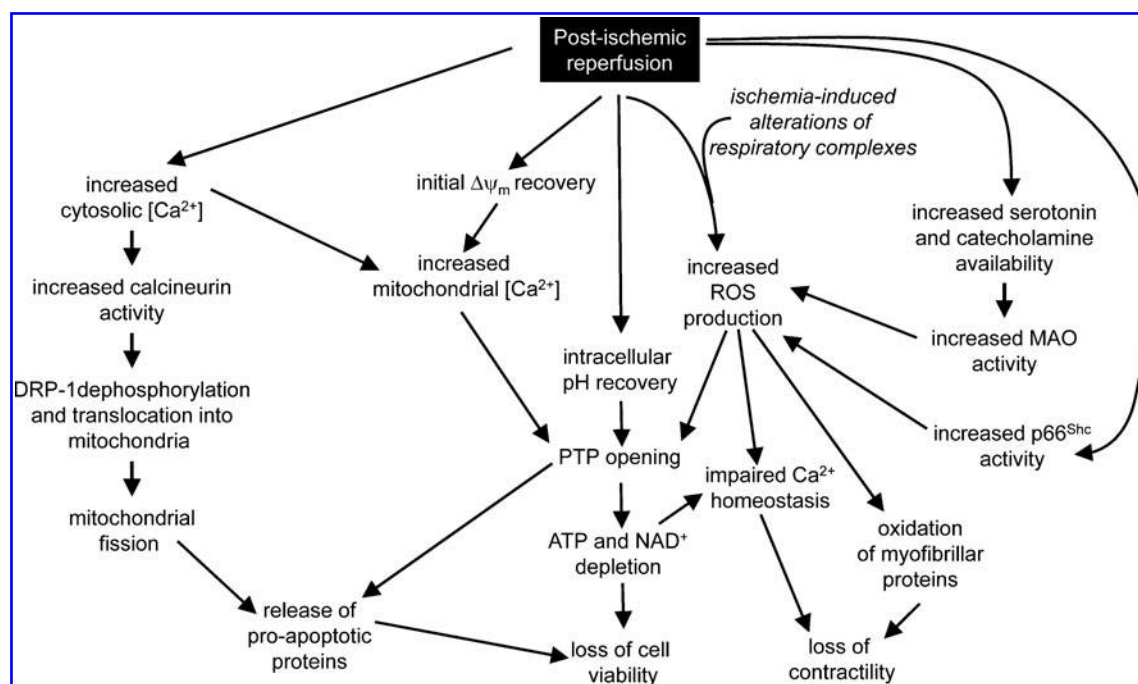 Post-ischemic
reperfusion
ischemia-induced
alterations of
respiratory complexes
increased
cytosolic [Ca²⁺]
initial Δψₘ recovery
increased serotonin
and catecholamine
availability
increased calcineurin
activity
increased
mitochondrial [Ca²⁺]
increased
ROS
production
intracellular
pH recovery
increased MAO
activity
DRP-1dephosphorylation
and translocation into
mitochondria
PTP opening
increased p66ˢʰᶜ
activity
impaired Ca²⁺
homeostasis
mitochondrial
fission
ATP and NAD⁺
depletion
oxidation
of myofibrillar
proteins
release of
pro-apoptotic
proteins
loss of cell
viability
loss of
contractility